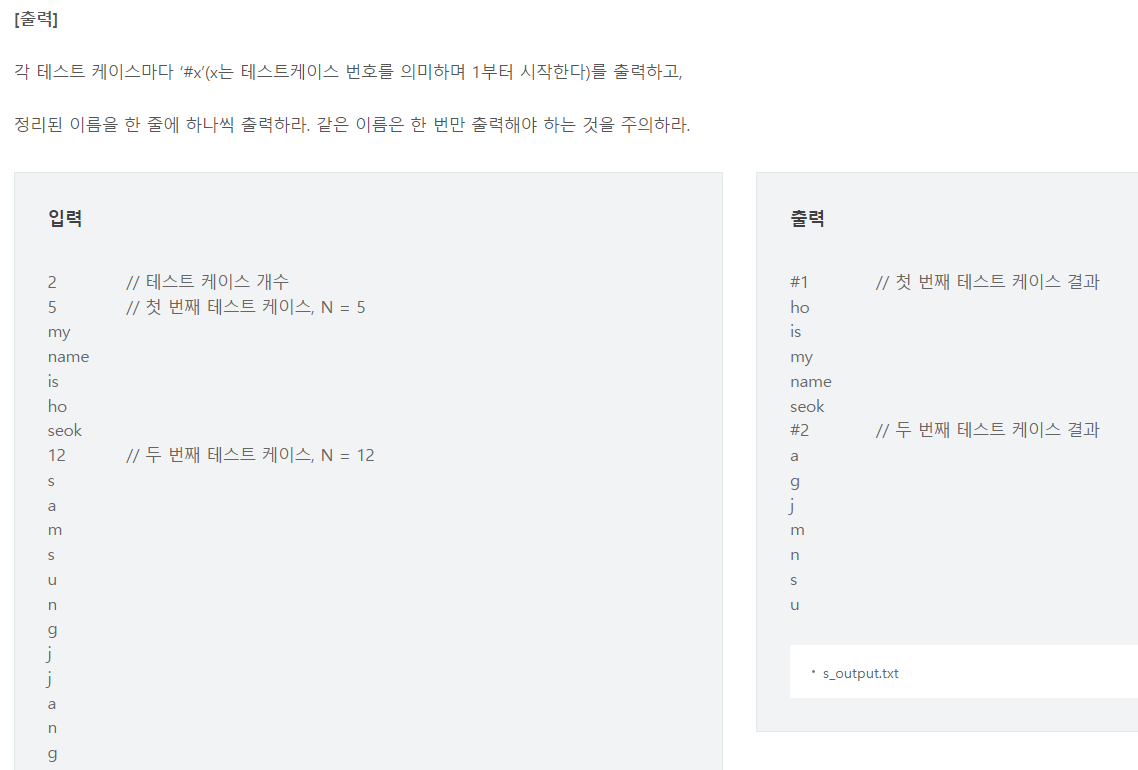 [출력]
각 테스트 케이스마다 ‘#x’(x는 테스트케이스 번호를 의미하며 1부터 시작한다)를 출력하고,
정리된 이름을 한 줄에 하나씩 출력하라. 같은 이름은 한 번만 출력해야 하는 것을 주의하라.
입력
2 // 테스트 케이스 개수
5 // 첫 번째 테스트 케이스, N = 5
my
name
is
ho
seok
12 // 두 번째 테스트 케이스, N = 12
s
a
m
s
u
n
g
j
j
a
n
g
출력
#1 // 첫 번째 테스트 케이스 결과
ho
is
my
name
seok
#2 // 두 번째 테스트 케이스 결과
a
g
j
m
n
s
u
· s_output.txt